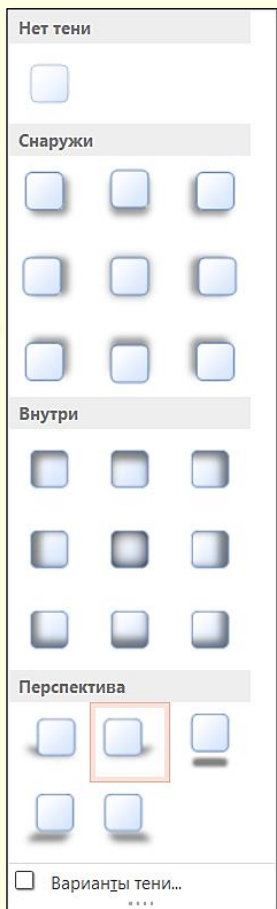 Нет тени
Снаружи
Внутри
Перспектива
Варианты тени...